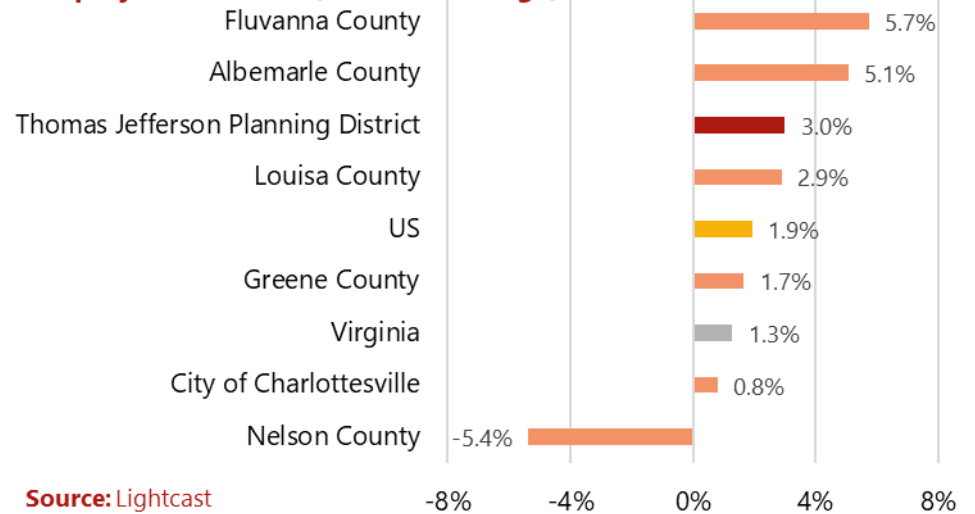 Fluvanna County 5.7%
Albemarle County 5.1%
Thomas Jefferson Planning District 3.0%
Louisa County 2.9%
US 1.9%
Greene County 1.7%
Virginia 1.3%
City of Charlottesville 0.8%
Nelson County -5.4%
Source: Lightcast -8% -4% 0% 4% 8%